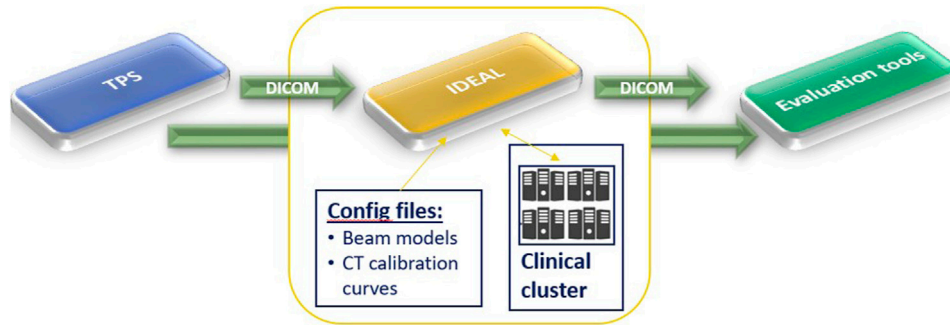 TPS
DICOM
IDEAL
DICOM
Evaluation tools
Config files:
• Beam models
• CT calibration
curves
Clinical
cluster